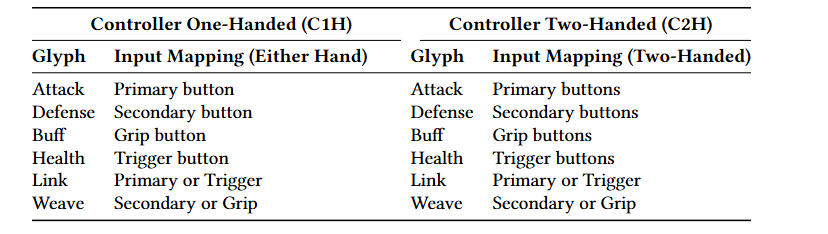 Controller One-Handed (C1H) Controller Two-Handed (C2H)
Glyph Input Mapping (Either Hand) Glyph Input Mapping (Two-Handed)
Attack Primary button Attack Primary buttons
Defense Secondary button Defense Secondary buttons
Buff Grip button Buff Grip buttons
Health Trigger button Health Trigger buttons
Link Primary or Trigger Link Primary or Trigger
Weave Secondary or Grip Weave Secondary or Grip